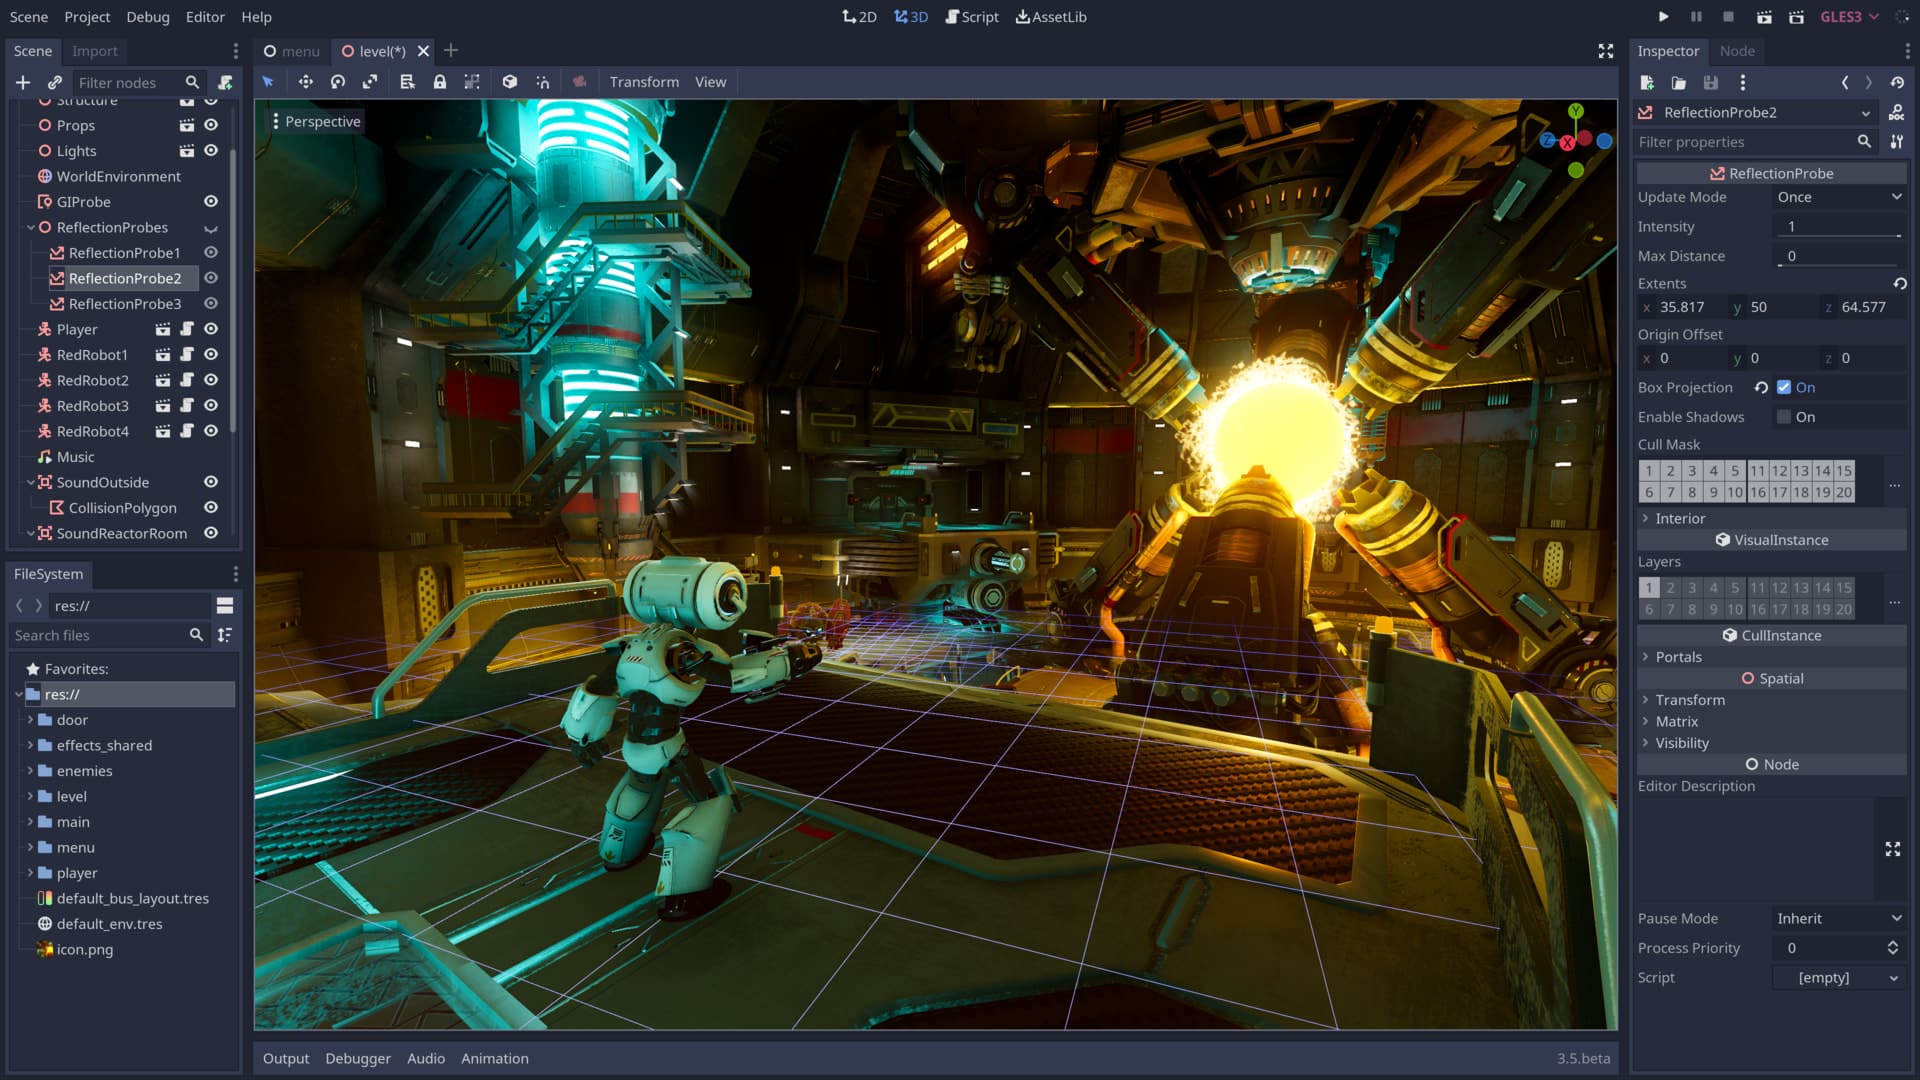 Scene Project Debug Editor Help
2D 3D Script AssetLib
GLES3
Scene Import
Filter nodes
Structure
Props
Lights
WorldEnvironment
GIProbe
ReflectionProbes
ReflectionProbe1
ReflectionProbe2
ReflectionProbe3
Player
RedRobot1
RedRobot2
RedRobot3
RedRobot4
Music
SoundOutside
CollisionPolygon
SoundReactorRoom
FileSystem
res://
Search files
Favorites:
res://
door
effects_shared
enemies
level
main
menu
player
default_bus_layout.tres
default_env.tres
icon.png
menu level(*)
Transform View
Perspective
Y
Z X
Output Debugger Audio Animation 3.5.beta
Inspector Node
ReflectionProbe2
DOC
Filter properties
ReflectionProbe
Update Mode Once
Intensity 1
Max Distance 0
Extents
x 35.817 y 50 z 64.577
Origin Offset
x 0 y 0 z 0
Box Projection On
Enable Shadows On
Cull Mask
1 2 3 4 5 11 12 13 14 15
6 7 8 9 10 16 17 18 19 20
...
Interior
VisualInstance
Layers
1 2 3 4 5 11 12 13 14 15
6 7 8 9 10 16 17 18 19 20
...
CullInstance
Portals
Spatial
Transform
Matrix
Visibility
Node
Editor Description
Pause Mode Inherit
Process Priority 0
Script [empty]